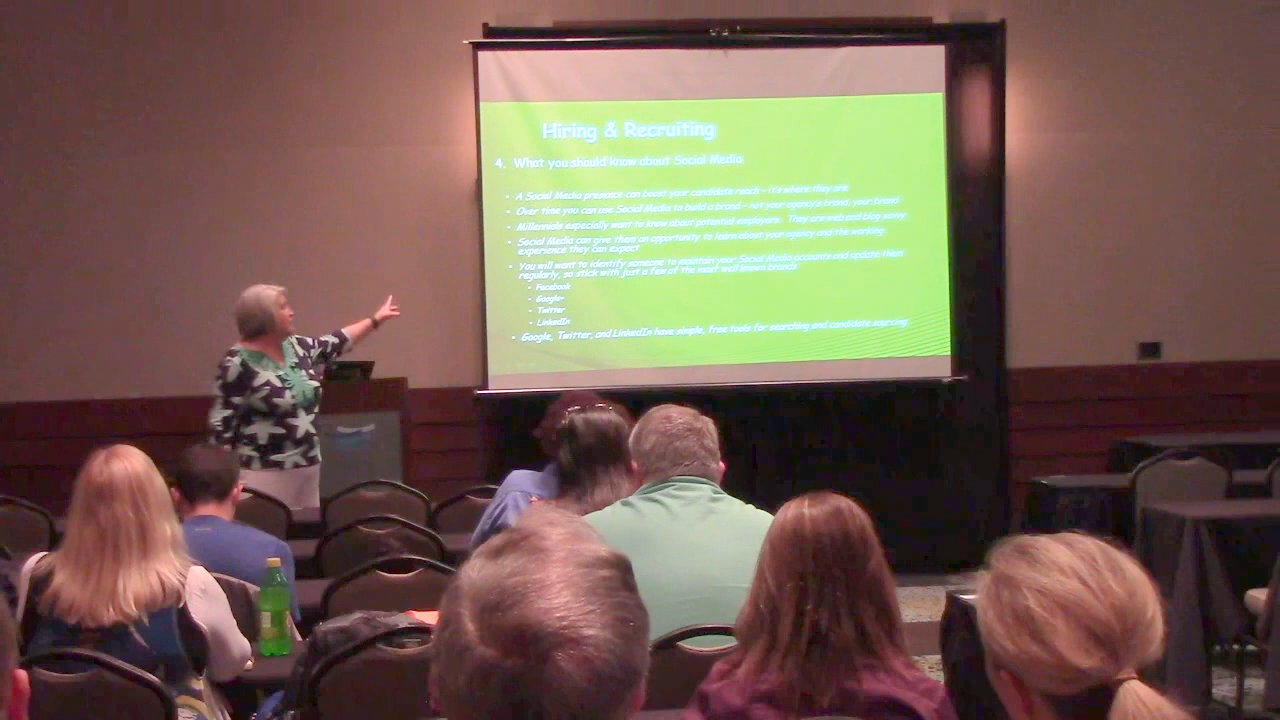 Hiring & Recruiting
4. What you should know about Social Media
• A Social Media presence can boost your candidate reach – it's where they are
• Over time you can use Social Media to build a brand – not your agency's brand, your brand
• Millennials especially want to know about potential employers. They are web and blog savvy
• Social Media can give them an opportunity to learn about your agency and the working
experience they can expect
• You will want to identify someone to maintain your Social Media accounts and update them
regularly, so stick with just a few of the most well known brands
• Facebook
• Google+
• Twitter
• LinkedIn
• Google, Twitter, and LinkedIn have simple, free tools for searching and candidate sourcing